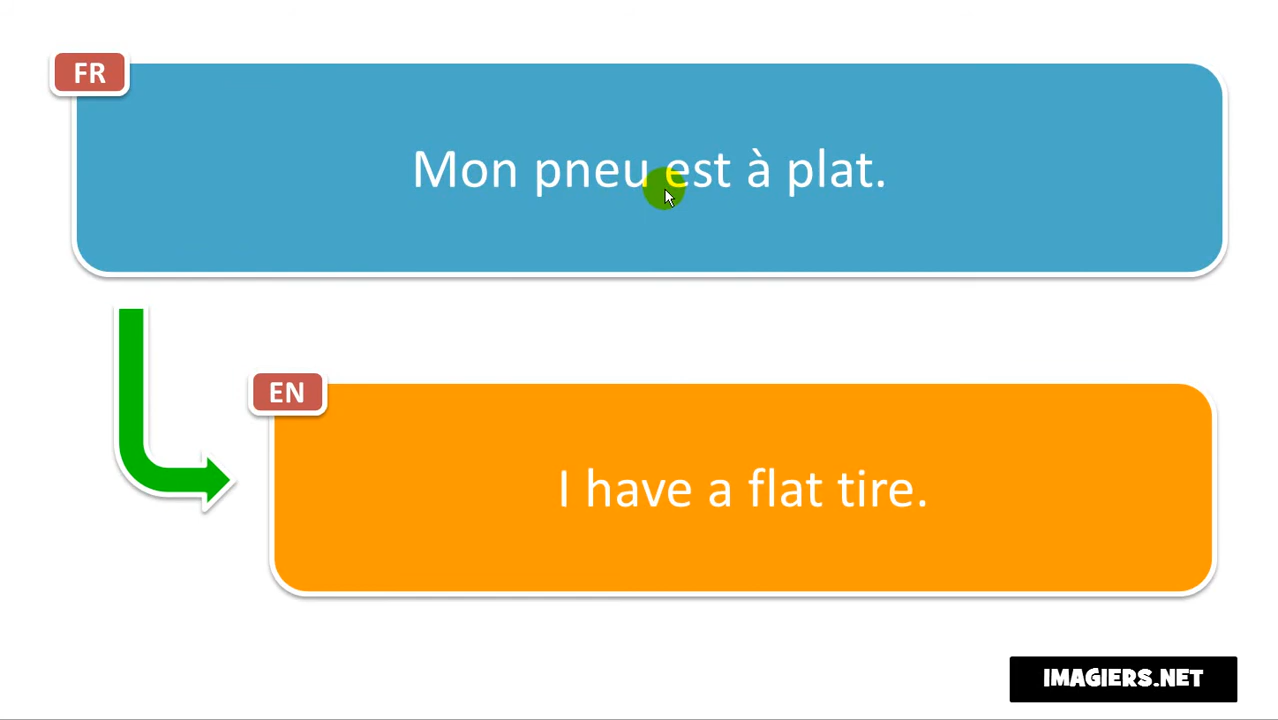 FR
Mon pneu est à plat.
EN
I have a flat tire.
IMAGIERS.NET